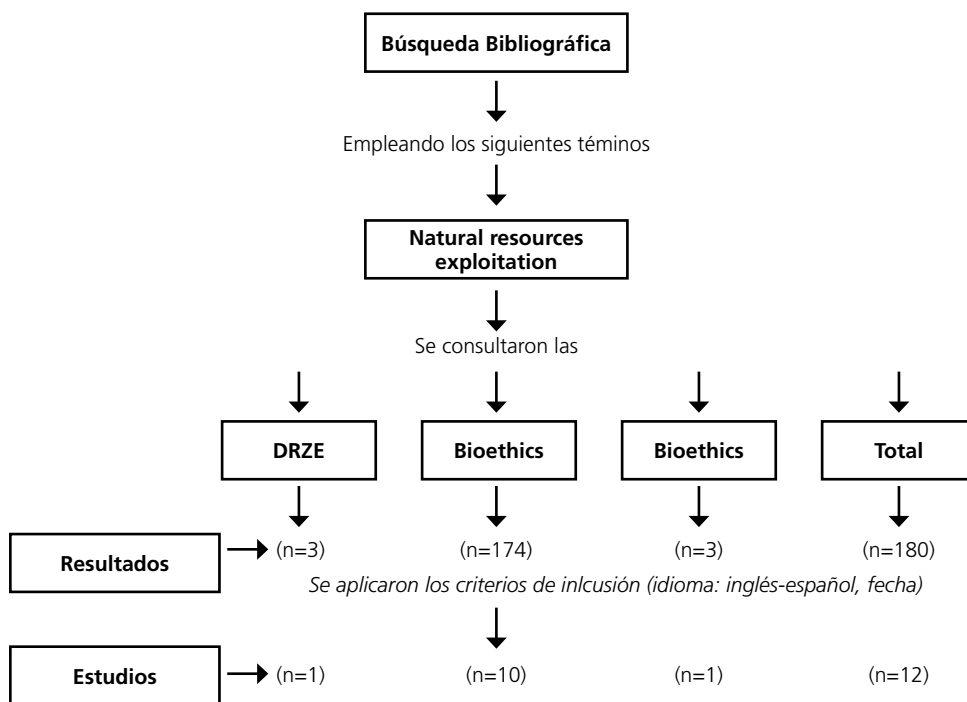 Búsqueda Bibliográfica
Empleando los siguientes téminos
Natural resources
exploitation
Se consultaron las
DRZE Bioethics Bioethics Total
Resultados (n=3) (n=174) (n=3) (n=180)
Se aplicaron los criterios de inlcusión (idioma: inglés-español, fecha)
Estudios (n=1) (n=10) (n=1) (n=12)